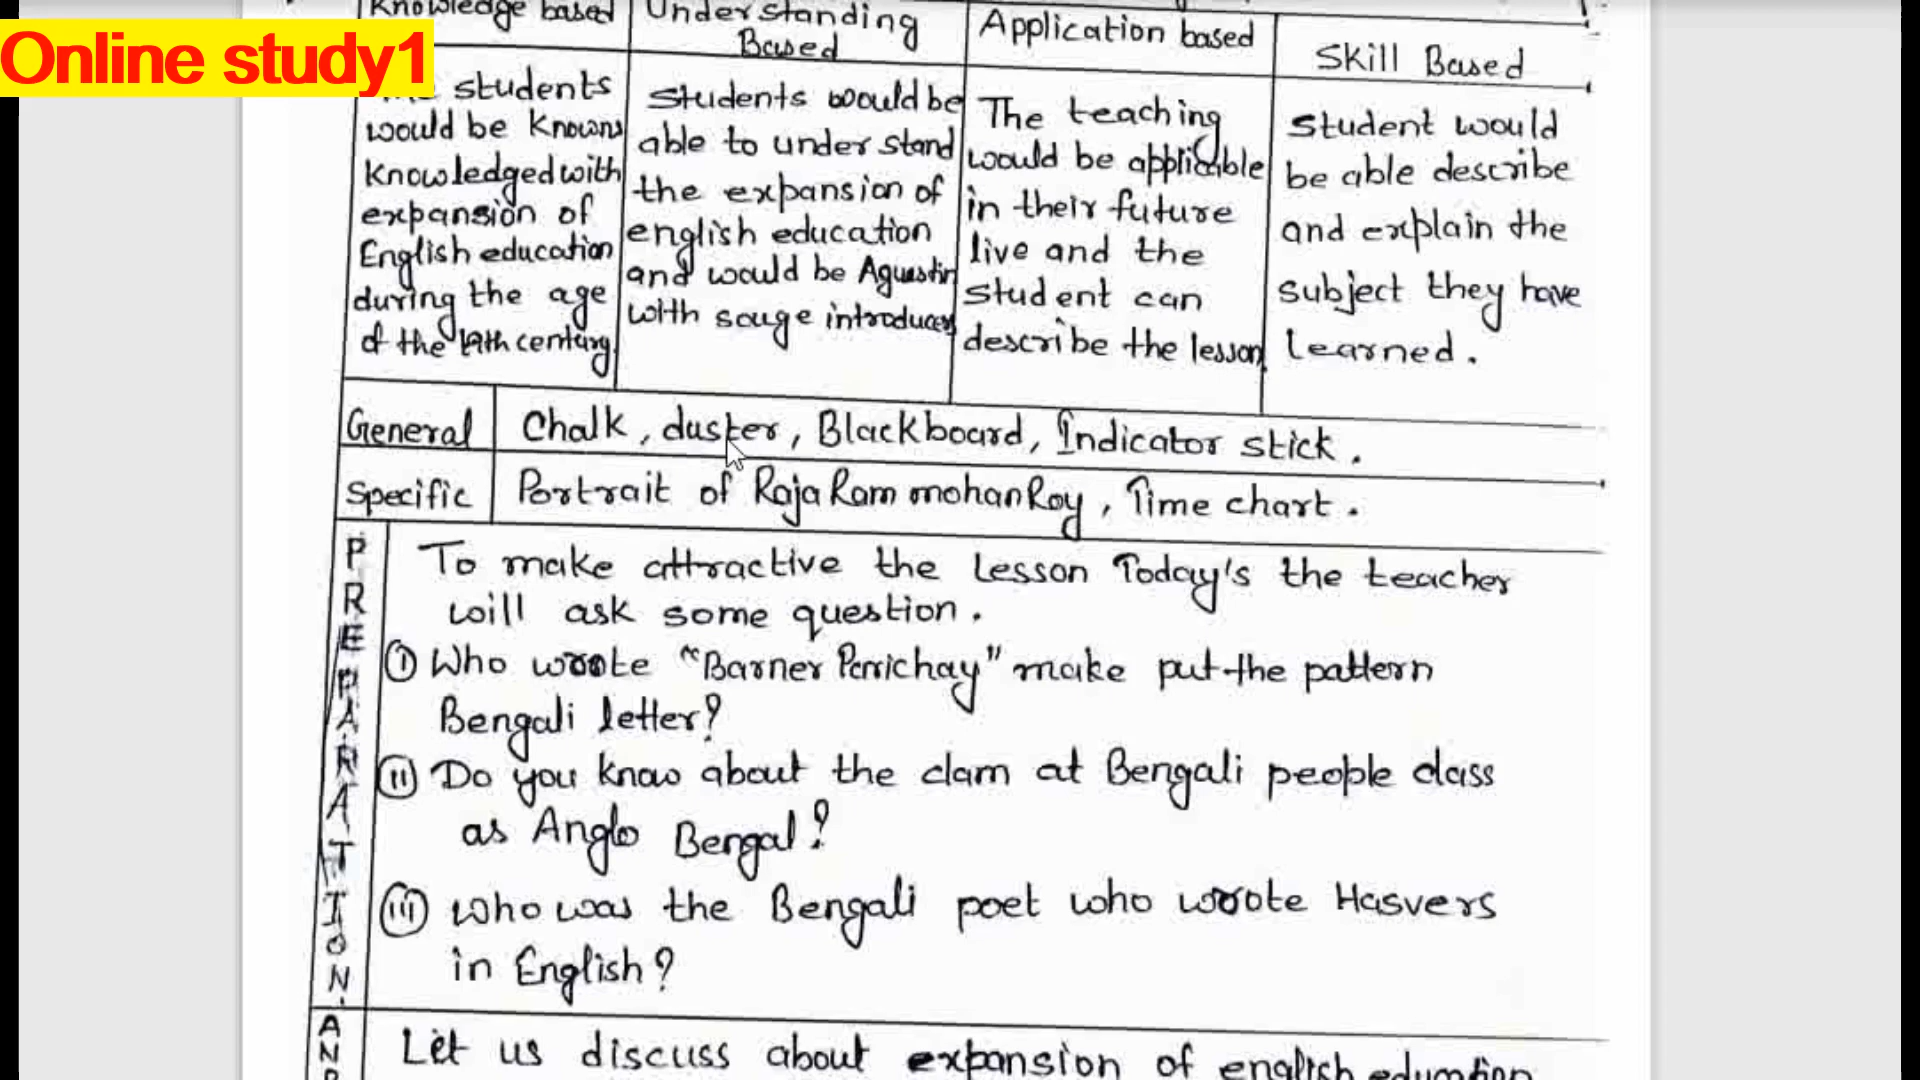 Online study1
Knowledge based
Understanding
Based
Application based
Skill Based
students
would be knowns
knowledged with
expansion of
English education
during the age
of the 19th century.
Students would be
able to under stand
the expansion of
english education
and would be
with souge introduces
The teaching
would be applicable
in their future
live and the
student can
describe the lesson
Student would
be able describe
and explain the
subject they have
learned.
General
Chalk, duster, Blackboard, Indicator stick.
Specific
Portrait of Raja Ram mohan Roy, Time chart.
PREPARATION.
To make attractive the lesson Today's the teacher
will ask some question.
(i) Who wrote "Barner Parichay" make put the pattern
Bengali letter?
(ii) Do you know about the clam at Bengali people class
as Anglo Bengal?
(iii) Who was the Bengali poet who wrote Hasvers
in English?
AN
Let us discuss about expansion of english education